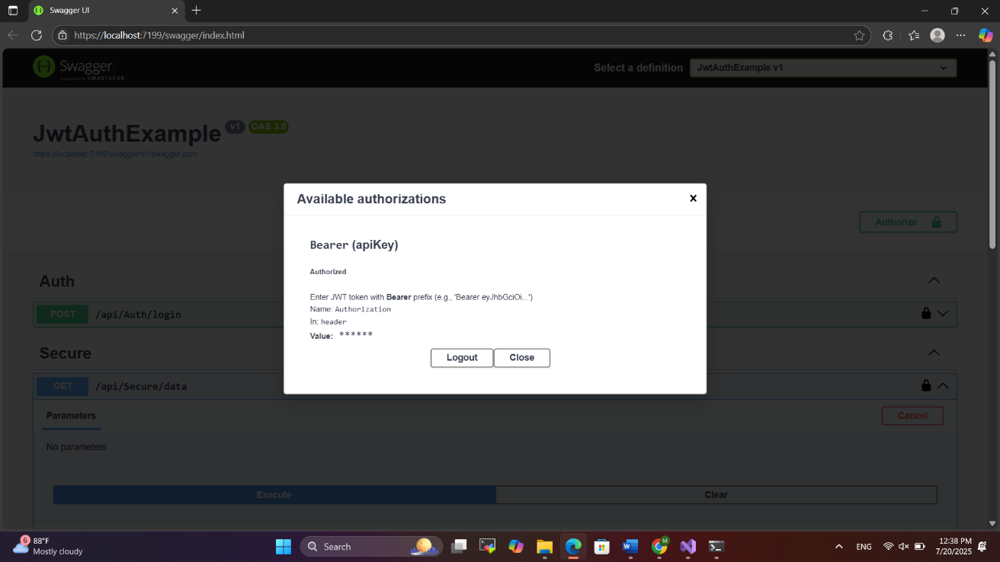 Swagger UI
https://localhost:7199/swagger/index.html
Swagger
Supported by SMARTBEAR
Select a definition
JwtAuthExample v1
JwtAuthExample
v1
OAS 3.0
https://localhost:7199/swagger/v1/swagger.json
Available authorizations
Authorize
Bearer (apiKey)
Authorized
Enter JWT token with Bearer prefix (e.g., 'Bearer eyJhbGciOi...')
Name: Authorization
In: header
Value: ******
Logout
Close
Auth
POST /api/Auth/login
Secure
GET /api/Secure/data
Parameters
Cancel
No parameters
Execute
Clear
6
88°F
Mostly cloudy
Search
M
ENG
12:38 PM
7/20/2025